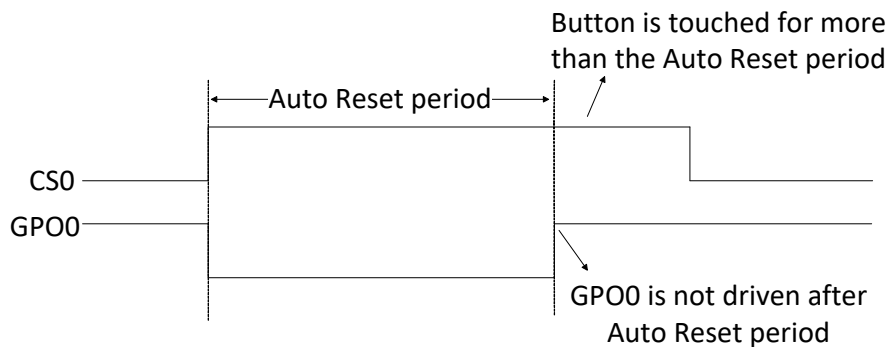 Button is touched for more
than the Auto Reset period
Auto Reset period
CS0
GPO0
GPO0 is not driven after
Auto Reset period